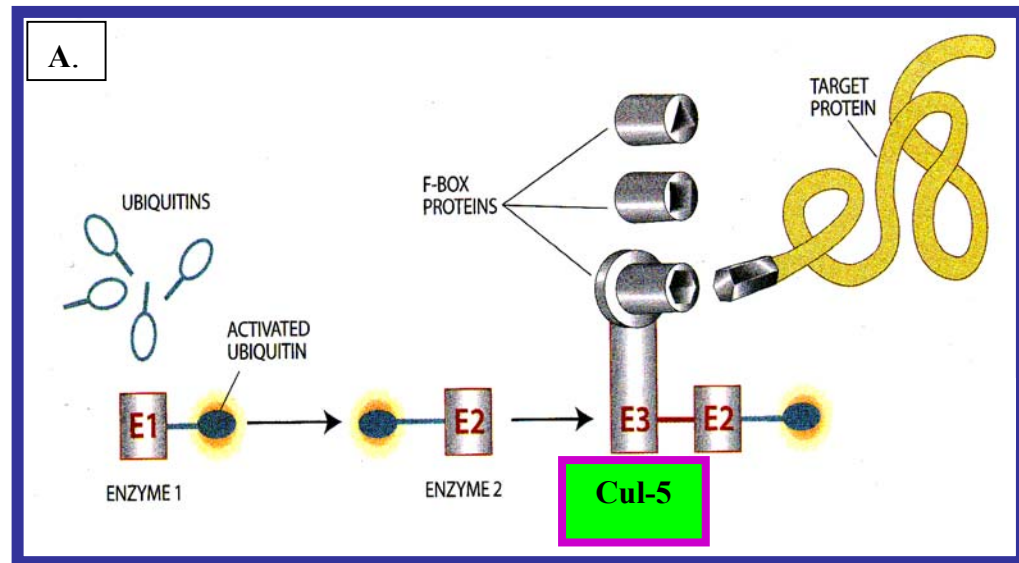 A.
UBIQUITINS
ACTIVATED
UBIQUITIN
F-BOX
PROTEINS
TARGET
PROTEIN
E1
E2
E3
E2
ENZYME 1
ENZYME 2
Cul-5